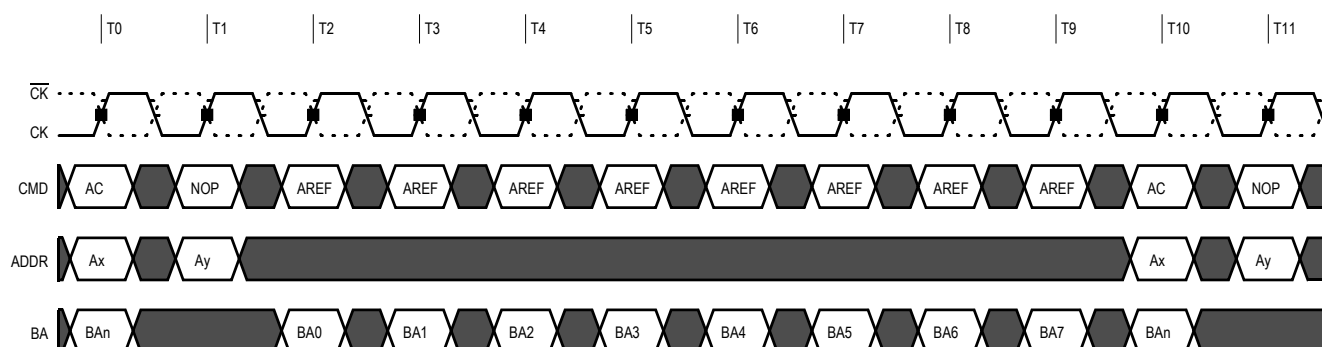 T0 T1 T2 T3 T4 T5 T6 T7 T8 T9 T10 T11
CK
CK
CMD AC NOP AREF AREF AREF AREF AREF AREF AREF AREF AC NOP
ADDR Ax Ay Ax Ay
BA BAn BA0 BA1 BA2 BA3 BA4 BA5 BA6 BA7 BAn